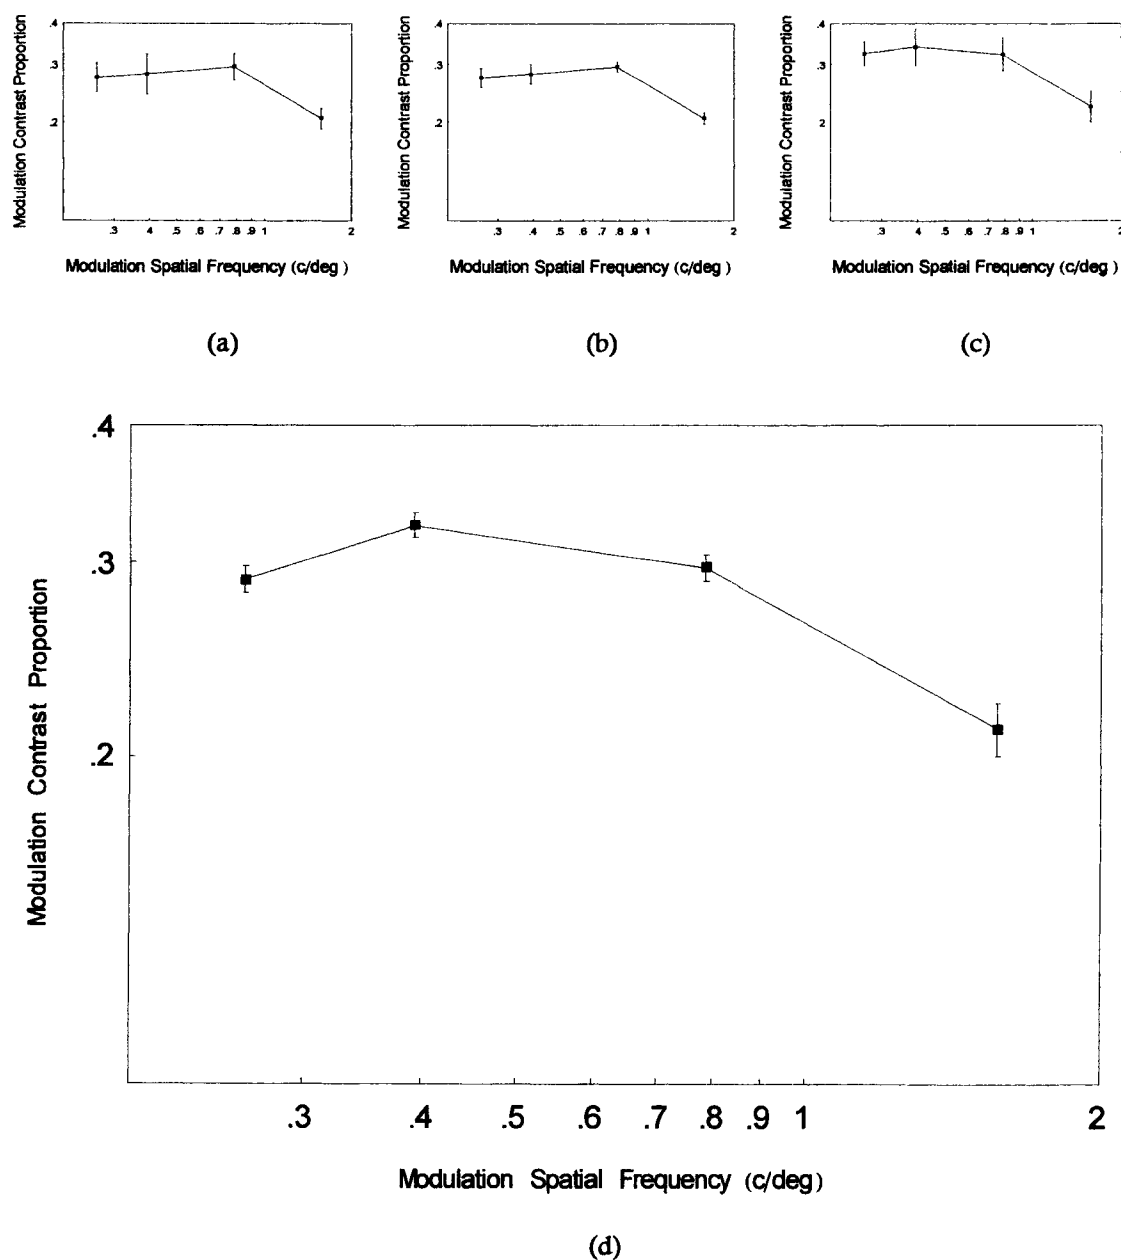 .4
.3
.2
Modulation Contrast Proportion
.3 .4 .5 .6 .7 .8 .9 1 2
Modulation Spatial Frequency (c/deg )
(a)
.4
.3
.2
Modulation Contrast Proportion
.3 .4 .5 .6 .7 .8 .9 1 2
Modulation Spatial Frequency (c/deg)
(b)
.4
.3
.2
Modulation Contrast Proportion
.3 .4 .5 .6 .7 .8 .9 1 2
Modulation Spatial Frequency (c/deg )
(c)
.4
.3
.2
Modulation Contrast Proportion
.3 .4 .5 .6 .7 .8 .9 1 2
Modulation Spatial Frequency (c/deg)
(d)